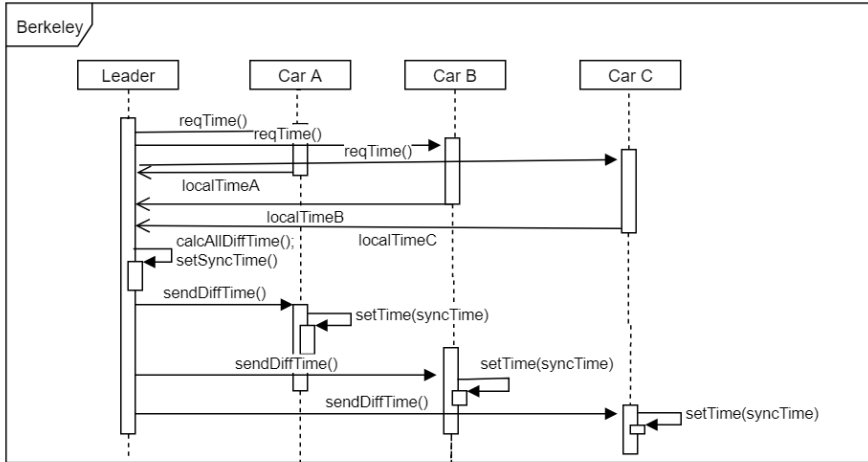 Berkeley
Leader
Car A
Car B
Car C
reqTime()
reqTime()
reqTime()
localTimeA
localTimeB
localTimeC
calcAllDiffTime();
setSyncTime()
sendDiffTime()
setTime(syncTime)
sendDiffTime()
setTime(syncTime)
sendDiffTime()
setTime(syncTime)